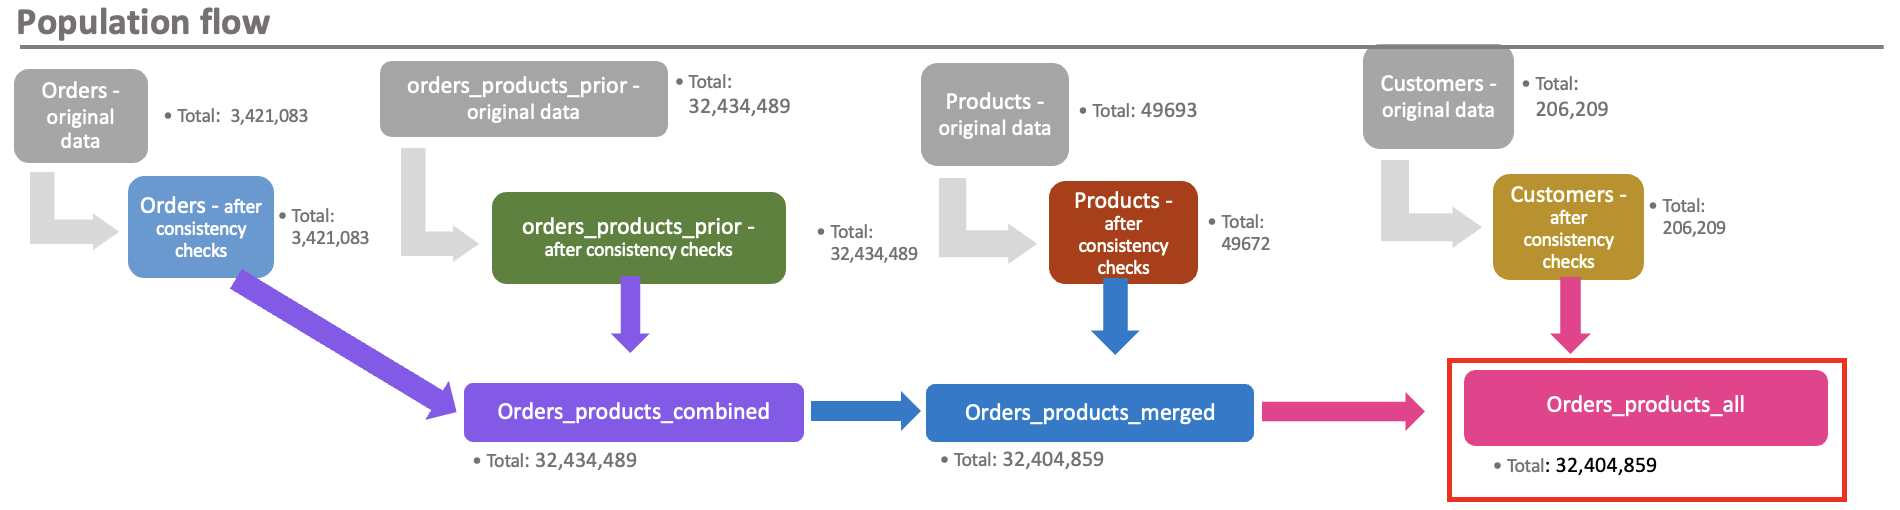 Population flow
Orders -
original
data
• Total: 3,421,083
orders_products_prior -
original data
• Total:
32,434,489
Products -
original data
• Total: 49693
Customers -
original data
• Total:
206,209
Orders - after
consistency
checks
• Total:
3,421,083
orders_products_prior -
after consistency checks
• Total:
32,434,489
Products -
after
consistency
checks
• Total:
49672
Customers -
after
consistency
checks
• Total:
206,209
Orders_products_combined
• Total: 32,434,489
Orders_products_merged
• Total: 32,404,859
Orders_products_all
• Total: 32,404,859